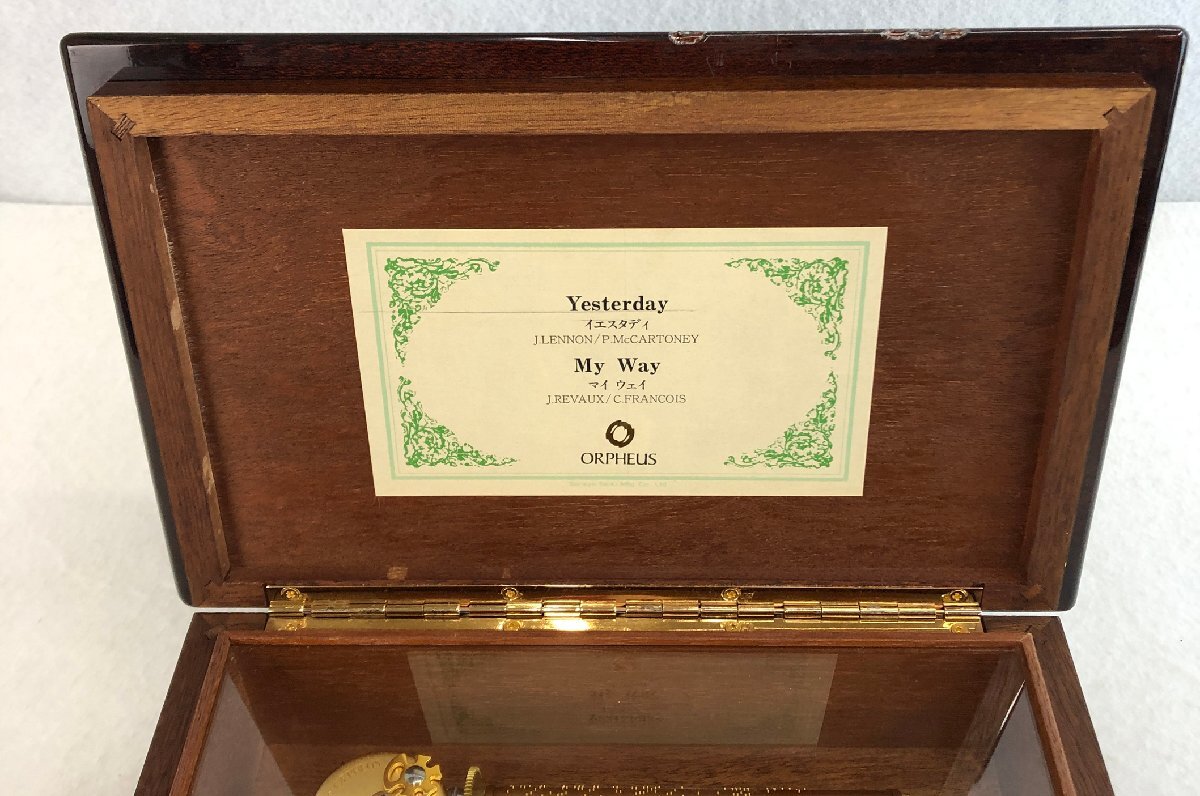 Yesterday
イエスタディ
J.LENNON/P.McCARTONEY
My Way
マイ ウェイ
J.REVAUX/C.FRANCOIS
ORPHEUS